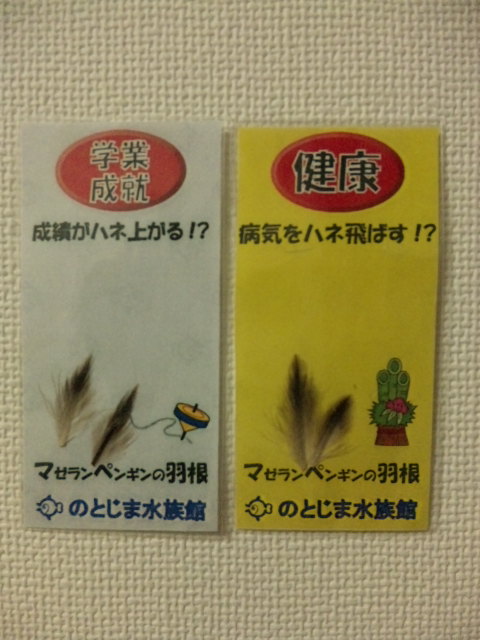 学業
成就
成績がハネ上がる!?
マゼランペンギンの羽根
のとじま水族館
健康
病気をハネ飛ばす!?
マゼランペンギンの羽根
のとじま水族館